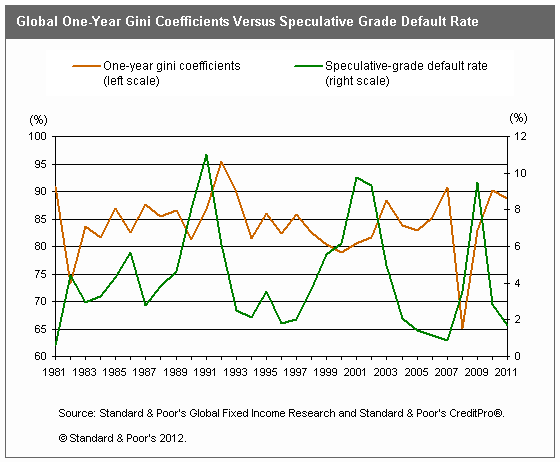 Global One-Year Gini Coefficients Versus Speculative Grade Default Rate
One-year gini coefficients
(left scale)
Speculative-grade default rate
(right scale)
(%)
(%)
100
95
90
85
80
75
70
65
60
12
10
8
6
4
2
0
1981 1983 1985 1987 1989 1991 1993 1995 1997 1999 2001 2003 2005 2007 2009 2011
Source: Standard & Poor's Global Fixed Income Research and Standard & Poor's CreditPro®.
© Standard & Poor's 2012.